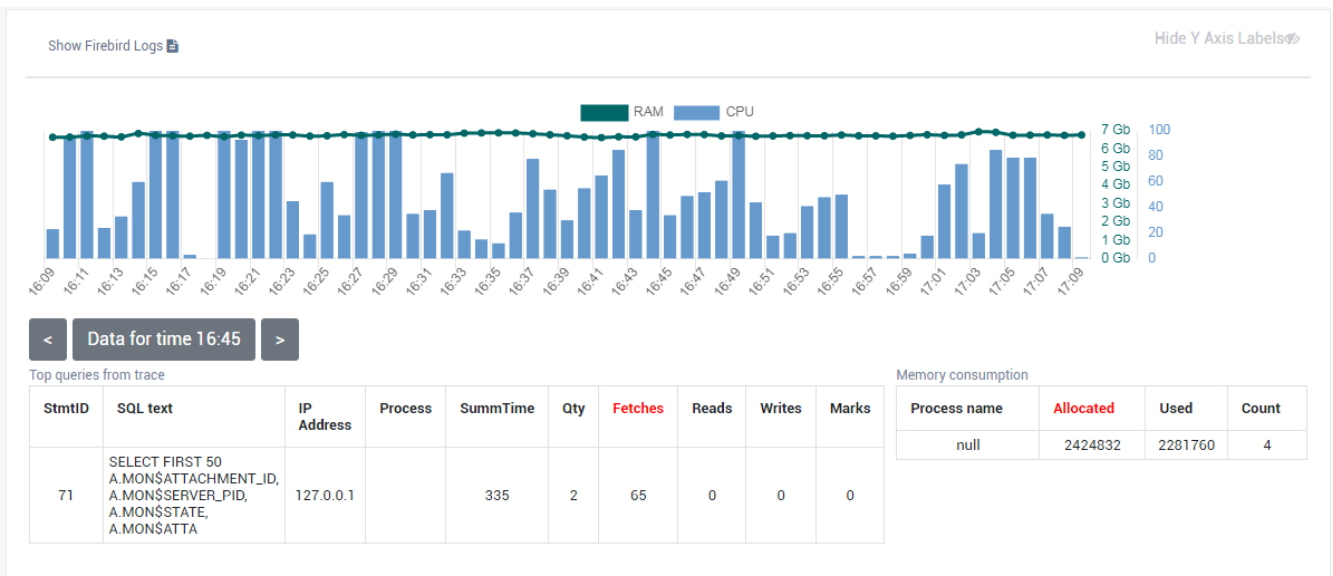 Show Firebird Logs
Hide Y Axis Labels
RAM CPU
7 Gb 100
6 Gb
5 Gb 80
4 Gb 60
3 Gb 40
2 Gb
1 Gb 20
0 Gb 0
16:09 16:11 16:13 16:15 16:17 16:19 16:21 16:23 16:25 16:27 16:29 16:31 16:33 16:35 16:37 16:39 16:41 16:43 16:45 16:47 16:49 16:51 16:53 16:55 16:57 16:59 17:01 17:03 17:05 17:07 17:09
< Data for time 16:45 >
Top queries from trace
StmtID SQL text IP Address Process SummTime Qty Fetches Reads Writes Marks
71 SELECT FIRST 50
A.MON$ATTACHMENT_ID,
A.MON$SERVER_PID,
A.MON$STATE,
A.MON$ATTA
127.0.0.1 335 2 65 0 0 0
Memory consumption
Process name Allocated Used Count
null 2424832 2281760 4